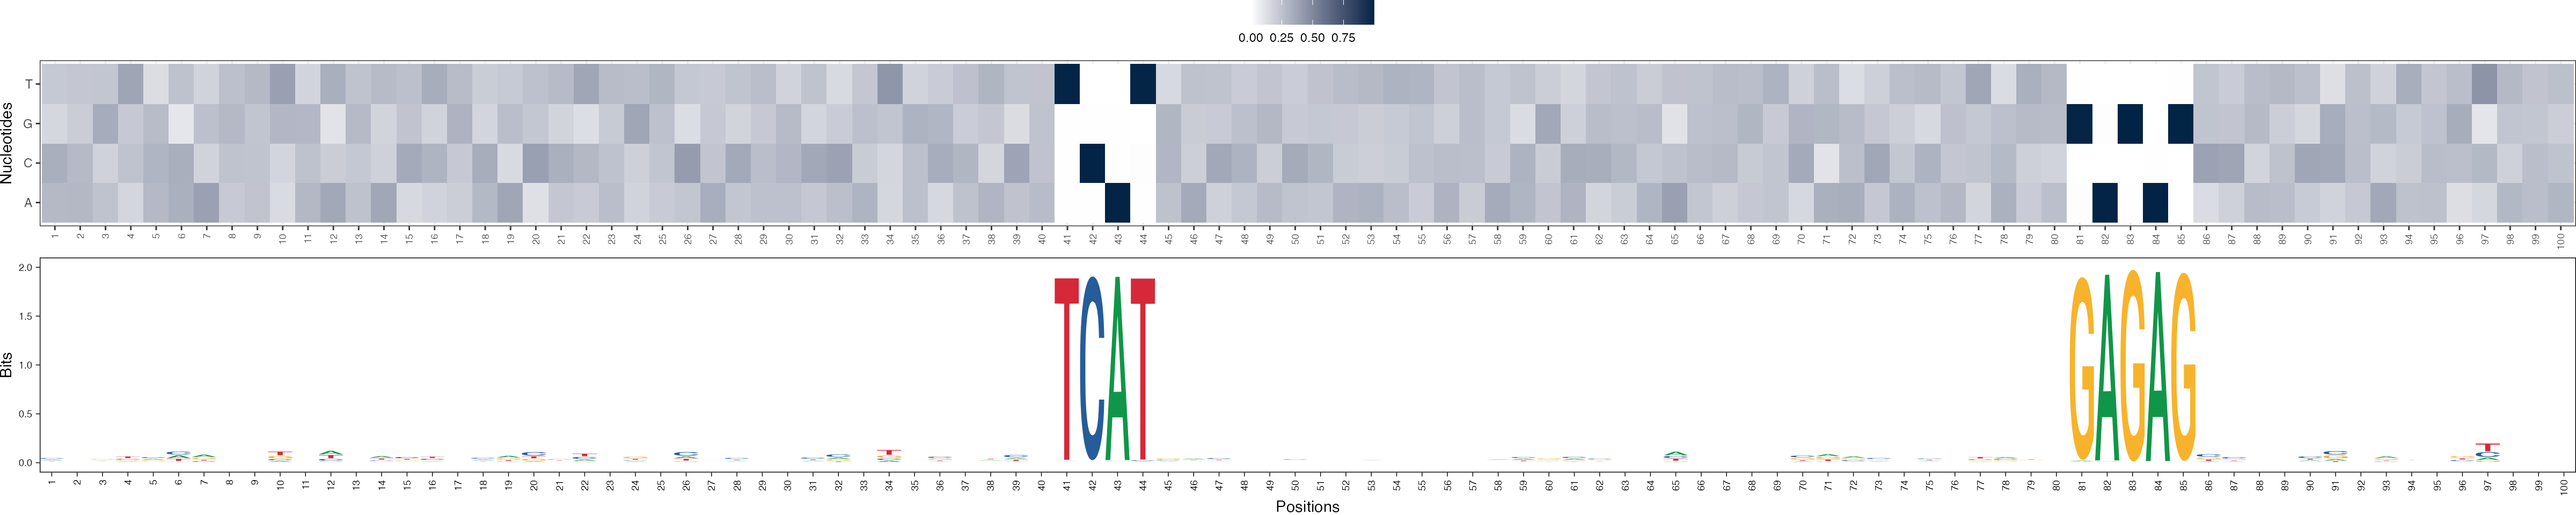 0.00 0.25 0.50 0.75
Nucleotides
T
G
C
A
1 2 3 4 5 6 7 8 9 10 11 12 13 14 15 16 17 18 19 20 21 22 23 24 25 26 27 28 29 30 31 32 33 34 35 36 37 38 39 40 41 42 43 44 45 46 47 48 49 50 51 52 53 54 55 56 57 58 59 60 61 62 63 64 65 66 67 68 69 70 71 72 73 74 75 76 77 78 79 80 81 82 83 84 85 86 87 88 89 90 91 92 93 94 95 96 97 98 99 100
Bits
2.0
1.5
1.0
0.5
0.0
TCAT GAGAG
1 2 3 4 5 6 7 8 9 10 11 12 13 14 15 16 17 18 19 20 21 22 23 24 25 26 27 28 29 30 31 32 33 34 35 36 37 38 39 40 41 42 43 44 45 46 47 48 49 50 51 52 53 54 55 56 57 58 59 60 61 62 63 64 65 66 67 68 69 70 71 72 73 74 75 76 77 78 79 80 81 82 83 84 85 86 87 88 89 90 91 92 93 94 95 96 97 98 99 100
Positions